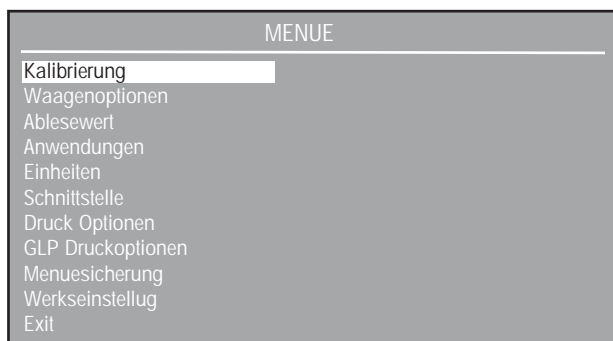 MENUE
Kalibrierung
Waagenoptionen
Ablesewert
Anwendungen
Einheiten
Schnittstelle
Druck Optionen
GLP Druckoptionen
Menuesicherung
Werkseinstellug
Exit